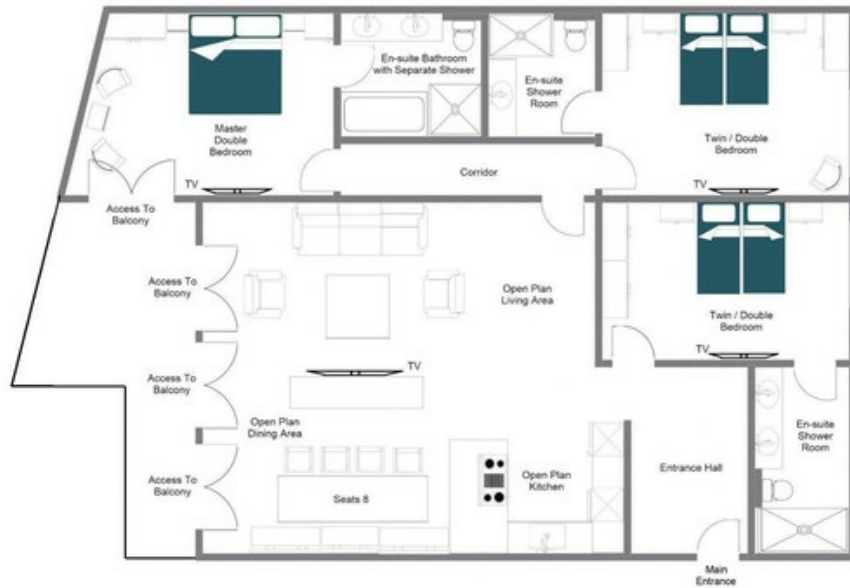 En-suite Bathroom
with Separate Shower
En-suite
Shower
Room
Master
Double
Bedroom
Twin / Double
Bedroom
Corridor
TV
TV
Access To
Balcony
Access To
Balcony
Open Plan
Living Area
Twin / Double
Bedroom
TV
TV
Access To
Balcony
Open Plan
Dining Area
En-suite
Shower
Room
Access To
Balcony
Seats 8
Open Plan
Kitchen
Entrance Hall
Main
Entrance